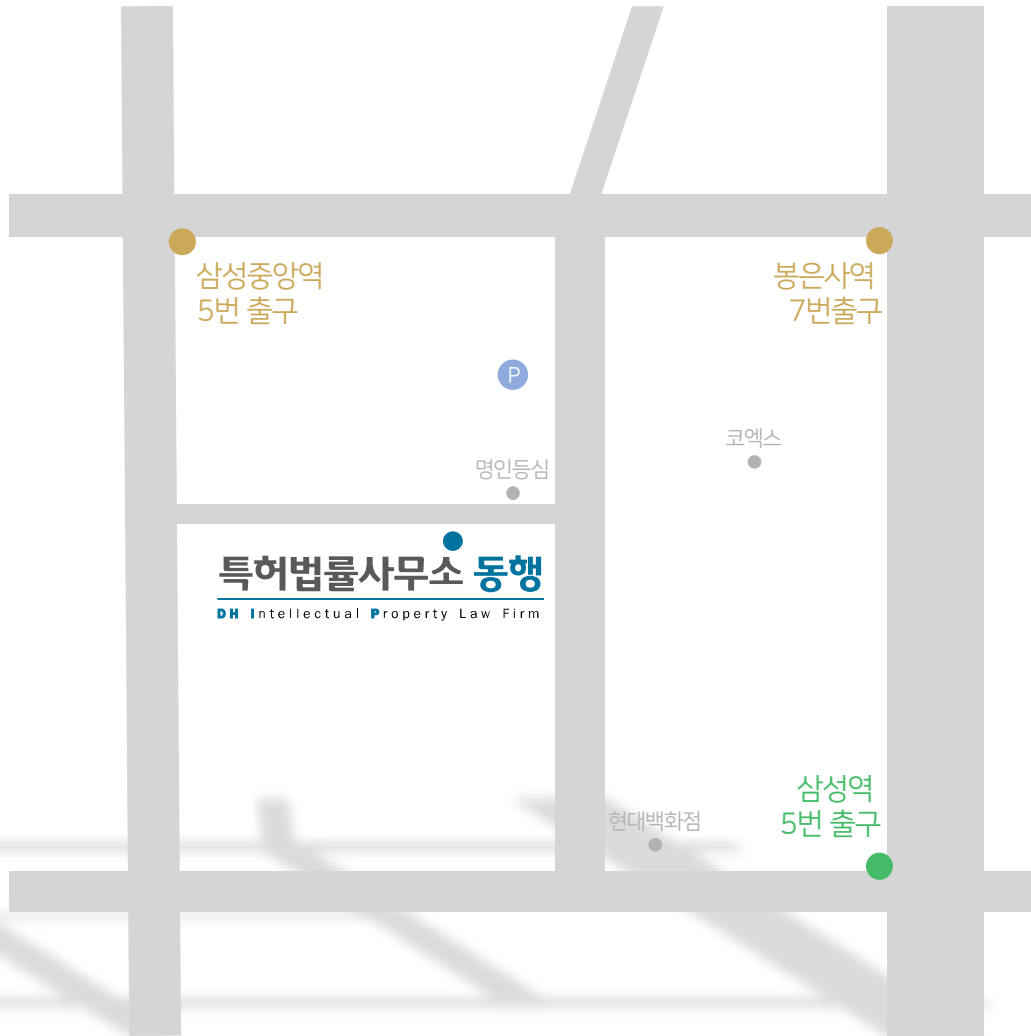 삼성중앙역
5번 출구
봉은사역
7번출구
P
코엑스
명인등심
특허법률사무소 동행
DH Intellectual Property Law Firm
삼성역
5번 출구
현대백화점